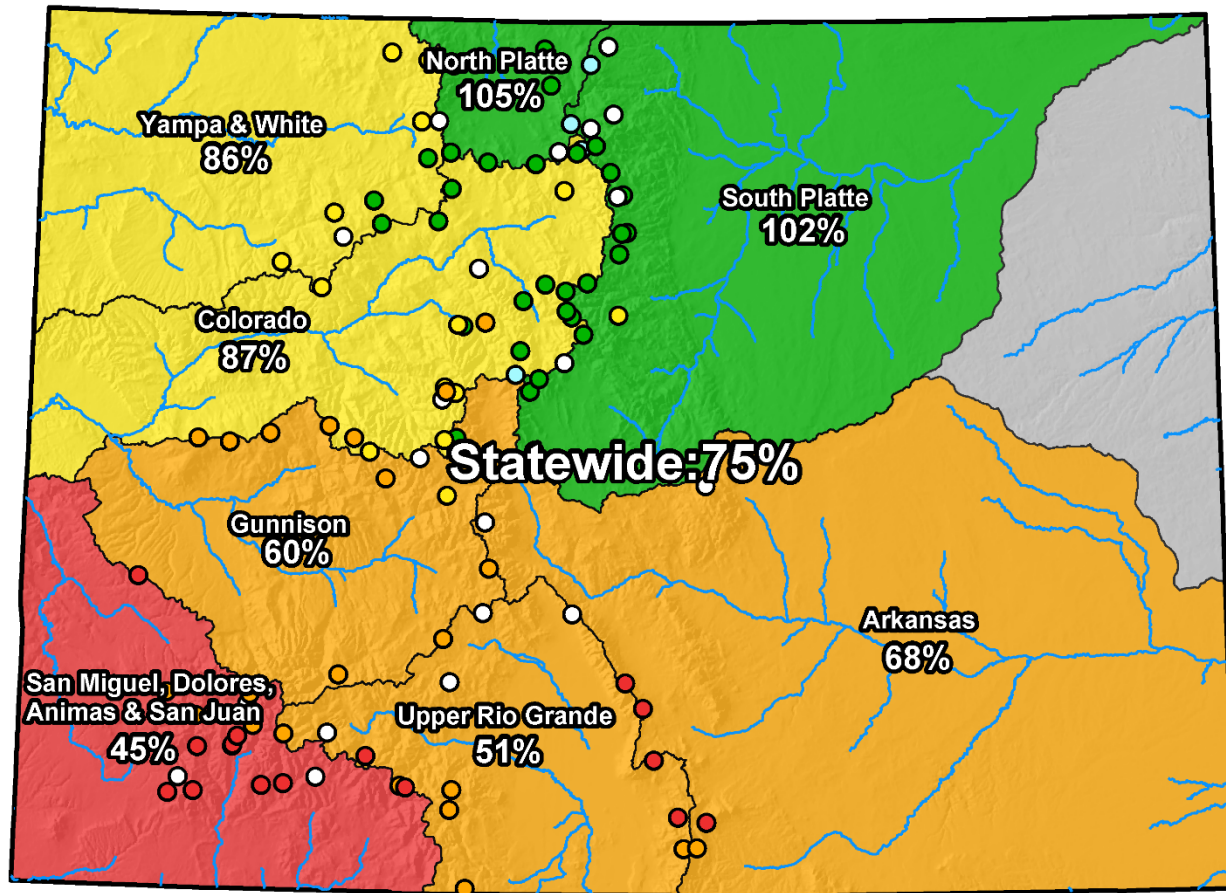 North Platte
105%
Yampa & White
86%
South Platte
102%
Colorado
87%
Statewide:75%
Gunnison
60%
Arkansas
68%
San Miguel, Dolores,
Animas & San Juan
45%
Upper Rio Grande
51%